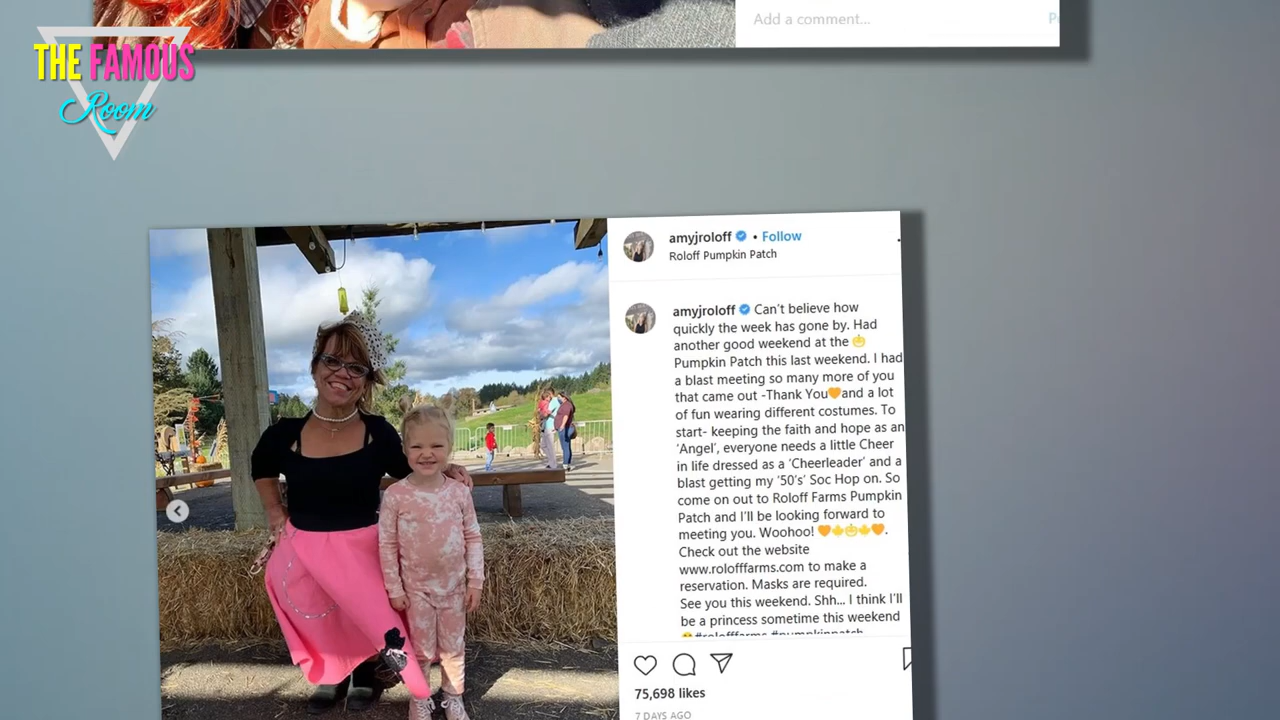 Add a comment...
THE FAMOUS
Room
amyjroloff • Follow
Roloff Pumpkin Patch
amyjroloff Can't believe how
quickly the week has gone by. Had
another good weekend at the 🎃
Pumpkin Patch this last weekend. I had
a blast meeting so many more of you
that came out -Thank You🧡and a lot
of fun wearing different costumes. To
start- keeping the faith and hope as an
'Angel', everyone needs a little Cheer
in life dressed as a 'Cheerleader' and a
blast getting my '50's' Soc Hop on. So
come on out to Roloff Farms Pumpkin
Patch and I'll be looking forward to
meeting you. Woohoo! 🧡🍁🎃🍁🧡.
Check out the website
www.rolofffarms.com to make a
reservation. Masks are required.
See you this weekend. Shh... I think I'll
be a princess sometime this weekend
#rolofffarms #pumpkinpatch
75,698 likes
7 DAYS AGO